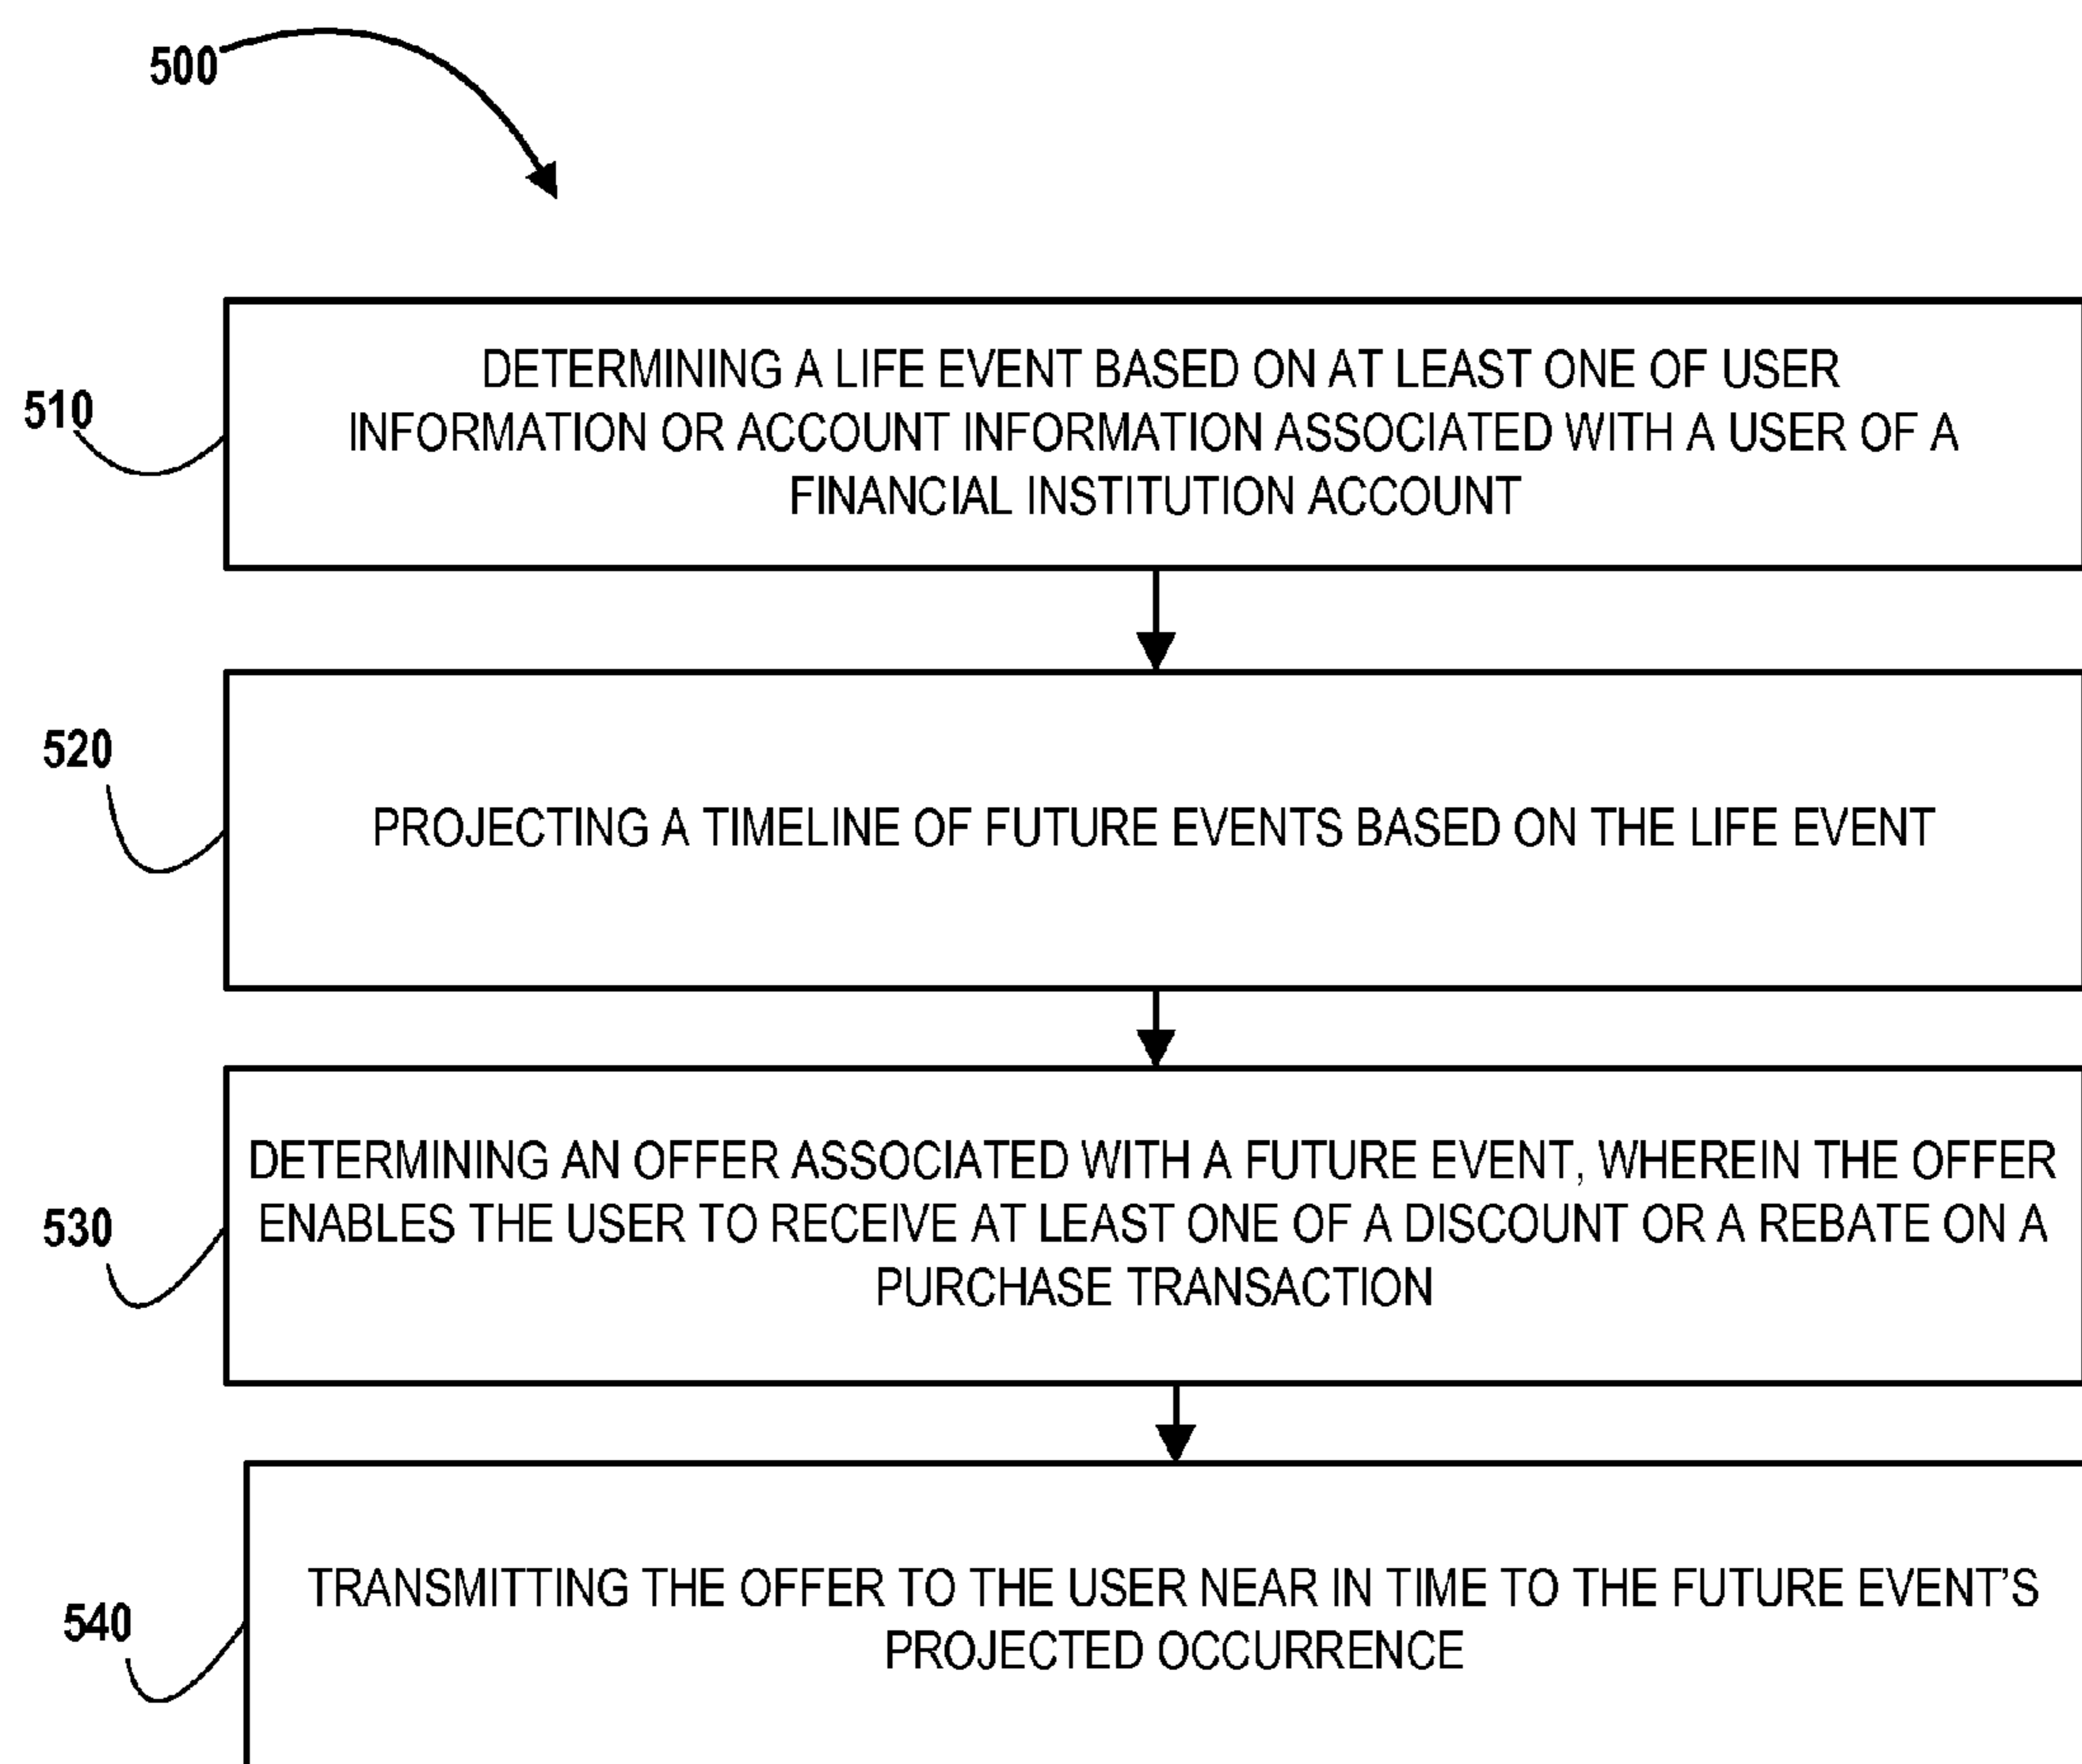 500
510
DETERMINING A LIFE EVENT BASED ON AT LEAST ONE OF USER
INFORMATION OR ACCOUNT INFORMATION ASSOCIATED WITH A USER OF A
FINANCIAL INSTITUTION ACCOUNT
520
PROJECTING A TIMELINE OF FUTURE EVENTS BASED ON THE LIFE EVENT
530
DETERMINING AN OFFER ASSOCIATED WITH A FUTURE EVENT, WHEREIN THE OFFER
ENABLES THE USER TO RECEIVE AT LEAST ONE OF A DISCOUNT OR A REBATE ON A
PURCHASE TRANSACTION
540
TRANSMITTING THE OFFER TO THE USER NEAR IN TIME TO THE FUTURE EVENT’S
PROJECTED OCCURRENCE